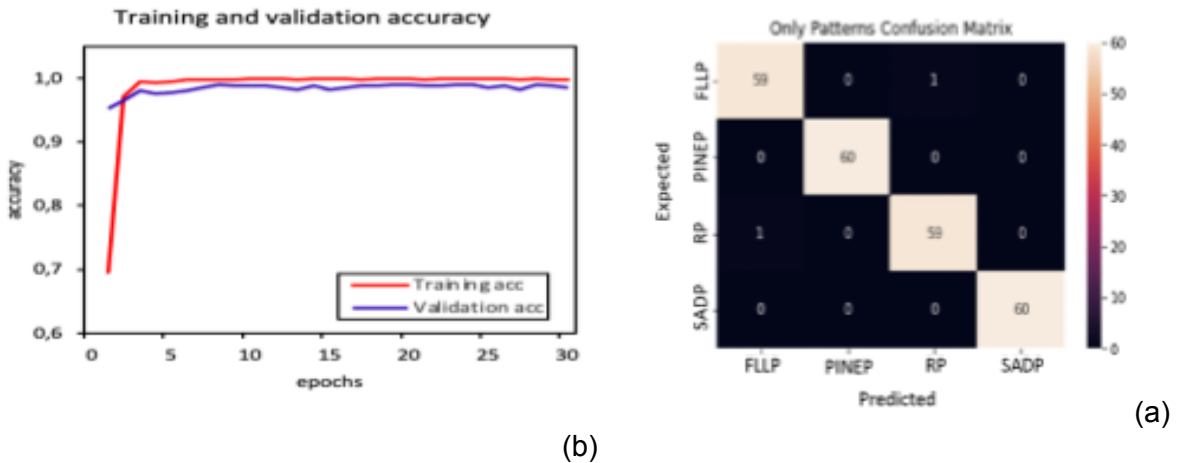 Training and validation accuracy
1,0
0,9
0,8
0,7
0,6
accuracy
0 5 10 15 20 25 30
epochs
Training acc
Validation acc
(b)
Only Patterns Confusion Matrix
Expected
FLLP 59 0 1 0
PINEP 0 60 0 0
RP 1 0 59 0
SADP 0 0 0 60
FLLP PINEP RP SADP
Predicted
60
50
40
30
20
10
0
(a)